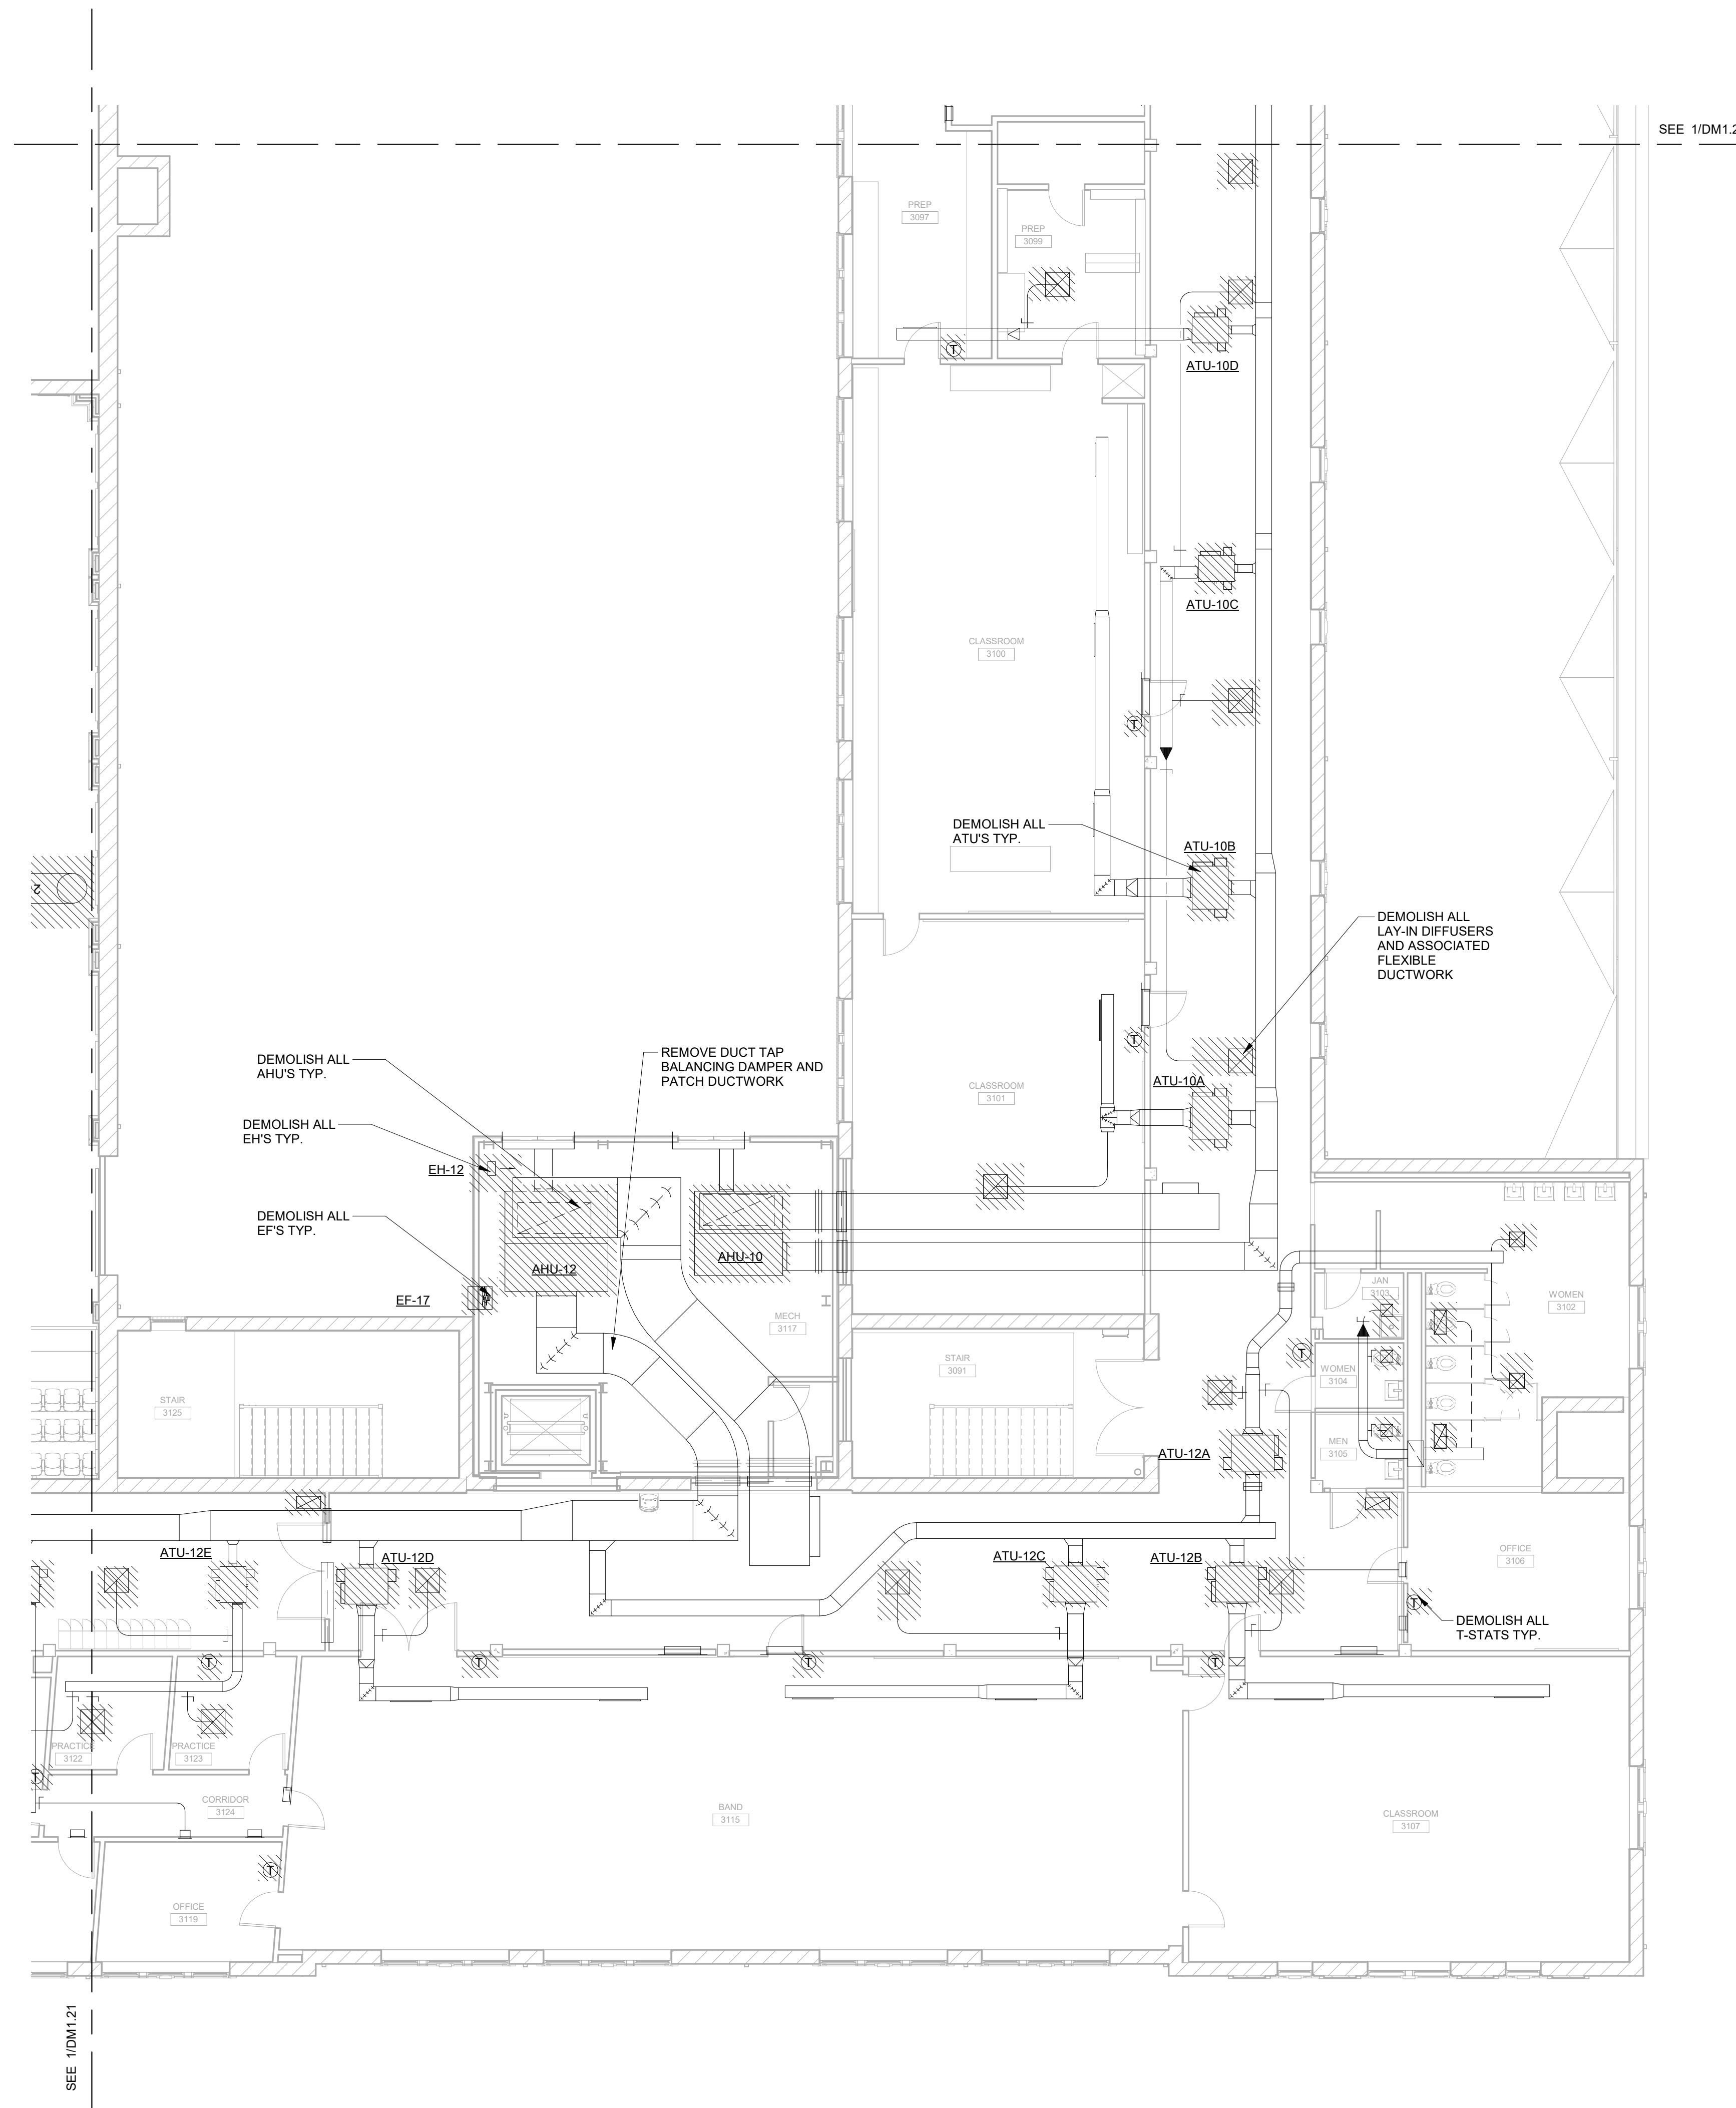 SEE 1/DM1.2
PREP
3097
PREP
3099
T
ATU-10D
ATU-10C
CLASSROOM
3100
T
DEMOLISH ALL
ATU'S TYP.
ATU-10B
2
DEMOLISH ALL
LAY-IN DIFFUSERS
AND ASSOCIATED
FLEXIBLE
DUCTWORK
DEMOLISH ALL
AHU'S TYP.
REMOVE DUCT TAP
BALANCING DAMPER AND
PATCH DUCTWORK
T
ATU-10A
CLASSROOM
3101
DEMOLISH ALL
EH'S TYP.
EH-12
DEMOLISH ALL
EF'S TYP.
EF-17
AHU-12
AHU-10
MECH
3117
JAN
3103
WOMEN
3102
STAIR
3091
T
WOMEN
3104
STAIR
3125
MEN
3105
ATU-12A
ATU-12E
ATU-12D
ATU-12C
ATU-12B
OFFICE
3106
T
DEMOLISH ALL
T-STATS TYP.
T
T
T
T
PRACTICE
3122
PRACTICE
3123
T
CORRIDOR
3124
BAND
3115
CLASSROOM
3107
T
OFFICE
3119
SEE 1/DM1.21